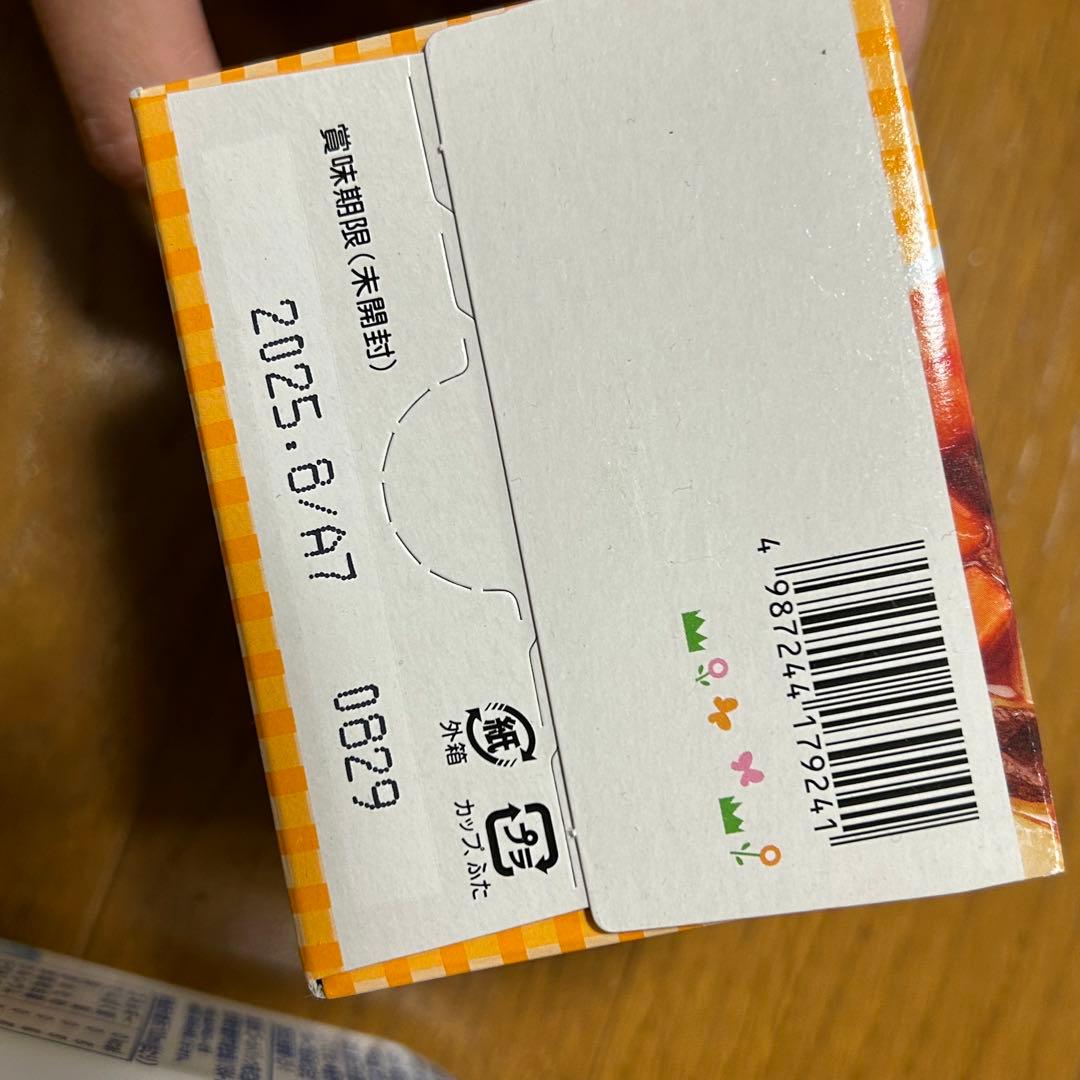 賞味期限(未開封)
2025.8/A7
0829
紙
外箱
プラ
カップ、ふた
4 987244 179241